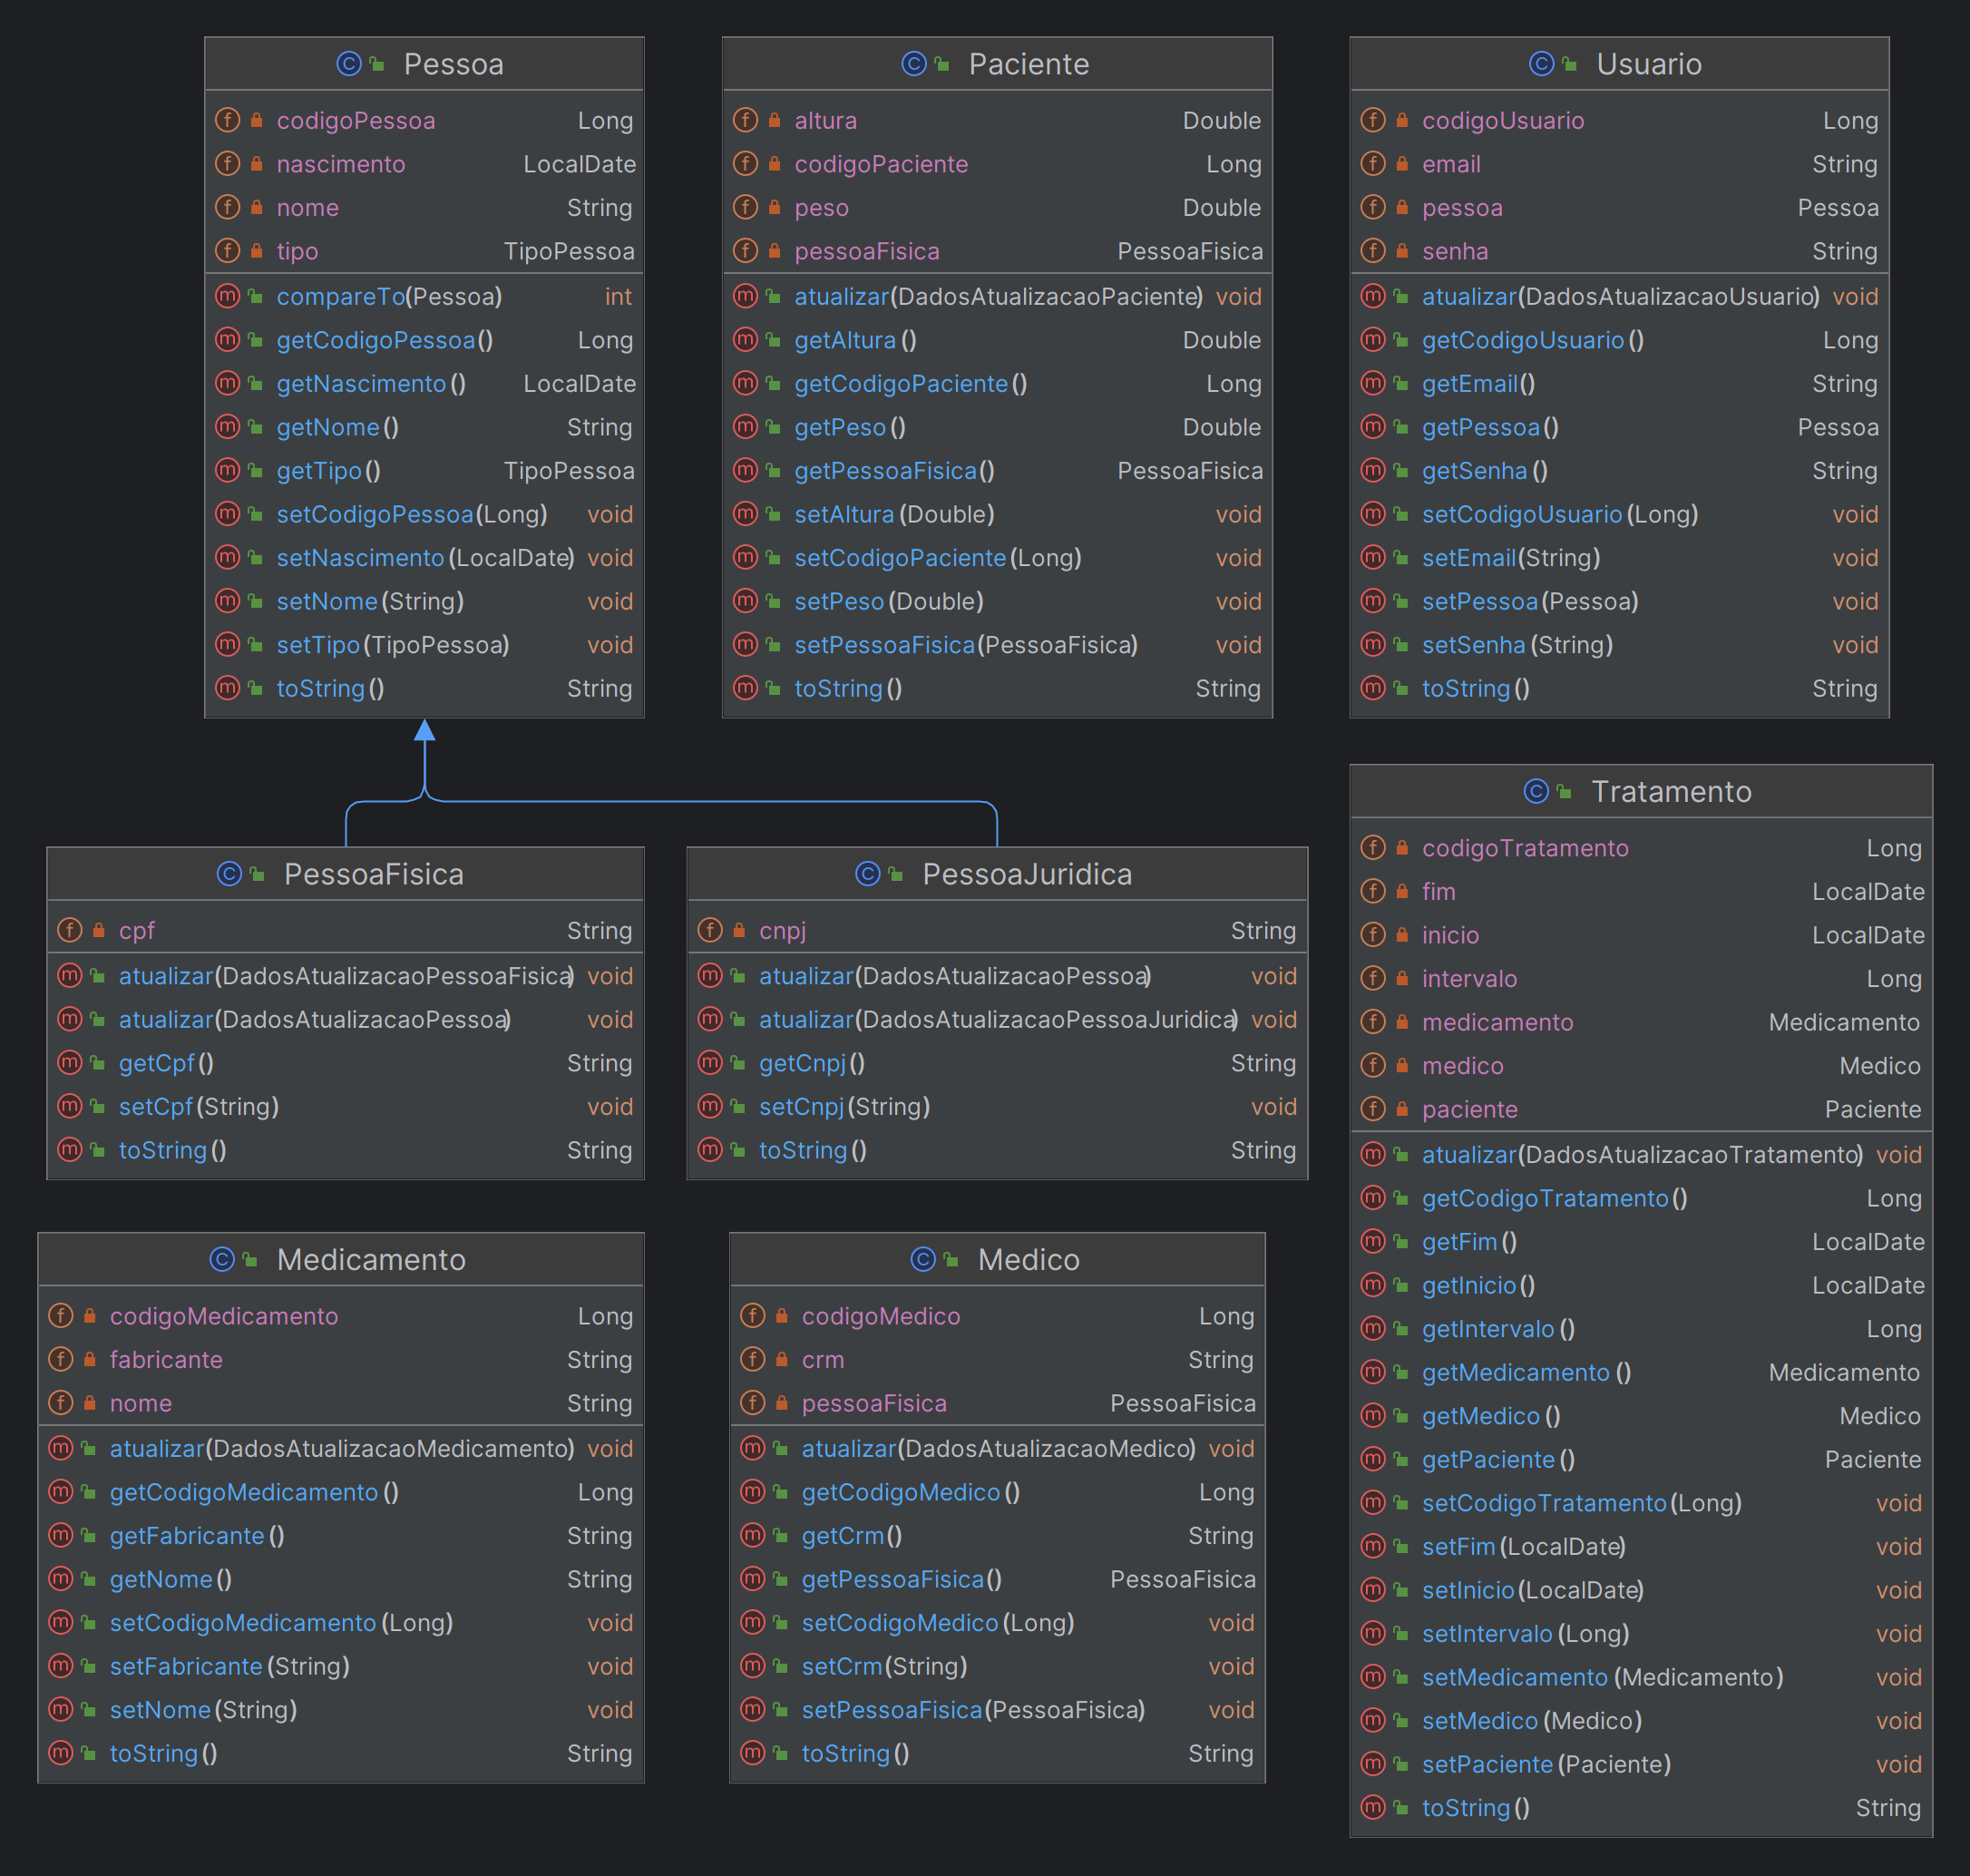 Pessoa
codigoPessoa Long
nascimento LocalDate
nome String
tipo TipoPessoa
compareTo(Pessoa) int
getCodigoPessoa() Long
getNascimento() LocalDate
getNome() String
getTipo() TipoPessoa
setCodigoPessoa(Long) void
setNascimento(LocalDate) void
setNome(String) void
setTipo(TipoPessoa) void
toString() String
Paciente
altura Double
codigoPaciente Long
peso Double
pessoaFisica PessoaFisica
atualizar(DadosAtualizacaoPaciente) void
getAltura() Double
getCodigoPaciente() Long
getPeso() Double
getPessoaFisica() PessoaFisica
setAltura(Double) void
setCodigoPaciente(Long) void
setPeso(Double) void
setPessoaFisica(PessoaFisica) void
toString() String
Usuario
codigoUsuario Long
email String
pessoa Pessoa
senha String
atualizar(DadosAtualizacaoUsuario) void
getCodigoUsuario() Long
getEmail() String
getPessoa() Pessoa
getSenha() String
setCodigoUsuario(Long) void
setEmail(String) void
setPessoa(Pessoa) void
setSenha(String) void
toString() String
PessoaFisica
cpf String
atualizar(DadosAtualizacaoPessoaFisica) void
atualizar(DadosAtualizacaoPessoa) void
getCpf() String
setCpf(String) void
toString() String
PessoaJuridica
cnpj String
atualizar(DadosAtualizacaoPessoa) void
atualizar(DadosAtualizacaoPessoaJuridica) void
getCnpj() String
setCnpj(String) void
toString() String
Tratamento
codigoTratamento Long
fim LocalDate
inicio LocalDate
intervalo Long
medicamento Medicamento
medico Medico
paciente Paciente
atualizar(DadosAtualizacaoTratamento) void
getCodigoTratamento() Long
getFim() LocalDate
getInicio() LocalDate
getIntervalo() Long
getMedicamento() Medicamento
getMedico() Medico
getPaciente() Paciente
setCodigoTratamento(Long) void
setFim(LocalDate) void
setInicio(LocalDate) void
setIntervalo(Long) void
setMedicamento(Medicamento) void
setMedico(Medico) void
setPaciente(Paciente) void
toString() String
Medicamento
codigoMedicamento Long
fabricante String
nome String
atualizar(DadosAtualizacaoMedicamento) void
getCodigoMedicamento() Long
getFabricante() String
getNome() String
setCodigoMedicamento(Long) void
setFabricante(String) void
setNome(String) void
toString() String
Medico
codigoMedico Long
crm String
pessoaFisica PessoaFisica
atualizar(DadosAtualizacaoMedico) void
getCodigoMedico() Long
getCrm() String
getPessoaFisica() PessoaFisica
setCodigoMedico(Long) void
setCrm(String) void
setPessoaFisica(PessoaFisica) void
toString() String